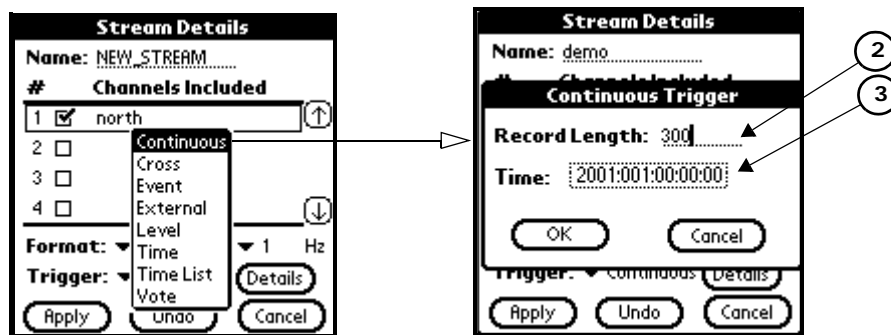 Stream Details
Name: NEW_STREAM
# Channels Included
1 north
2
3
4
Continuous
Cross
Event
External
Level
Time
Time List
Vote
Format: 1 Hz
Trigger: Details
Apply Undo Cancel
Stream Details
Name: demo
# Channels Included
Continuous Trigger
Record Length: 300
Time: 2001:001:00:00:00
OK Cancel
Trigger: Continuous Details
Apply Undo Cancel
2
3